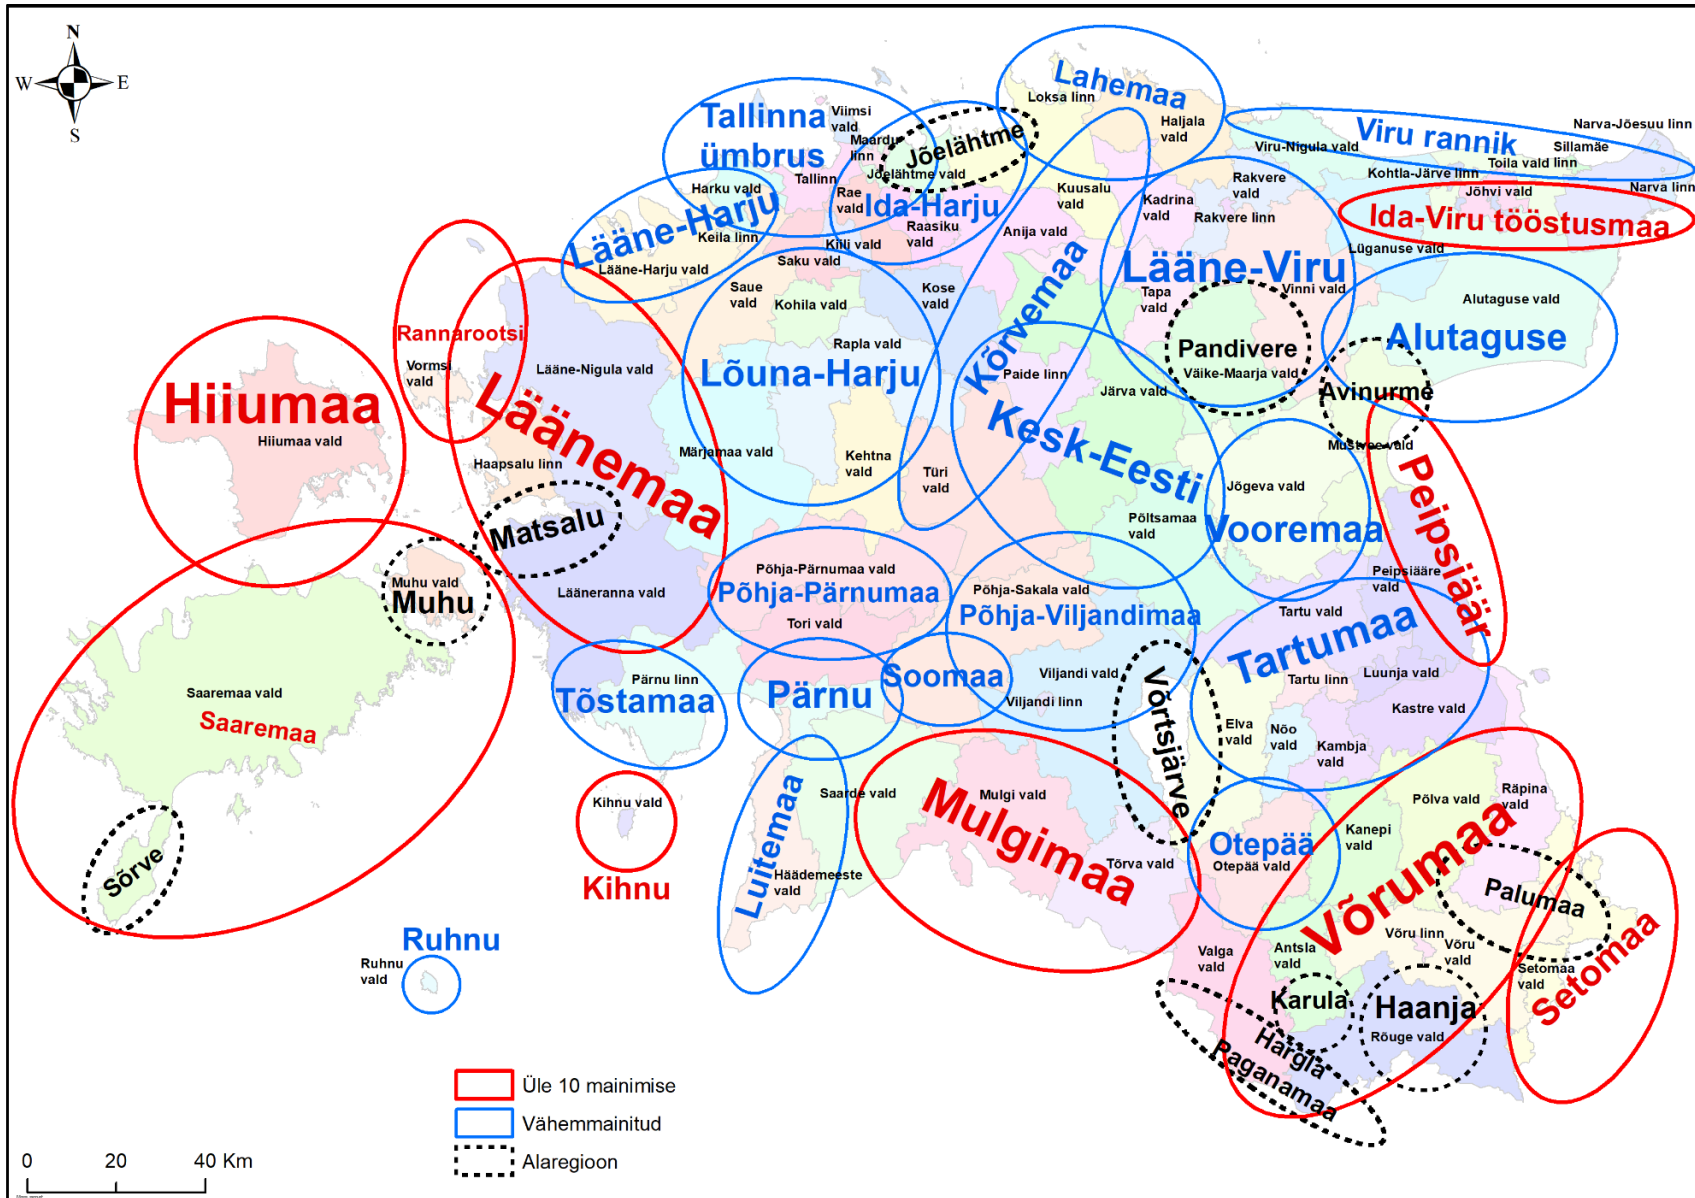 N
W
E
S
Lahemaa
Loksa linn
Haljala
vald
Tallinna
ümbrus
Viimsi
vald
Maardu
linn
Jõelähtme
Jõelähtme vald
Viru rannik
Narva-Jõesuu linn
Sillamäe
linn
Toila vald
Viru-Nigula vald
Kohtla-Järve linn
Jõhvi vald
Narva linn
Ida-Viru tööstusmaa
Lüganuse vald
Harku vald
Tallinn
Rae
vald
Ida-Harju
Raasiku
vald
Kuusalu
vald
Kadrina
vald
Rakvere
vald
Rakvere linn
Lääne-Harju
Keila linn
Lääne-Harju vald
Kiili vald
Saku vald
Anija vald
Kõrvemaa
Lääne-Viru
Tapa
vald
Vinni vald
Saue
vald
Kohila vald
Kose
vald
Alutaguse vald
Alutaguse
Rannarootsi
Vormsi
vald
Lääne-Nigula vald
Rapla vald
Lõuna-Harju
Paide linn
Järva vald
Pandivere
Väike-Maarja vald
Avinurme
Hiiumaa
Hiiumaa vald
Läänemaa
Haapsalu linn
Märjamaa vald
Kehtna
vald
Türi
vald
Kesk-Eesti
Mustvee vald
Peipsiäär
Jõgeva vald
Vooremaa
Põltsamaa
vald
Matsalu
Muhu vald
Muhu
Lääneranna vald
Põhja-Pärnumaa vald
Põhja-Pärnumaa
Tori vald
Põhja-Sakala vald
Põhja-Viljandimaa
Peipsiääre
vald
Tartu vald
Tartumaa
Tartu linn
Luunja vald
Kastre vald
Saaremaa vald
Saaremaa
Pärnu linn
Tõstamaa
Pärnu
Soomaa
Viljandi vald
Viljandi linn
Võrtsjärve
Elva
vald
Nõo
vald
Kambja
vald
Kihnu vald
Kihnu
Luitemaa
Saarde vald
Häädemeeste
vald
Mulgi vald
Mulgimaa
Tõrva vald
Otepää
Otepää vald
Kanepi
vald
Põlva vald
Räpina
vald
Võrumaa
Palumaa
Sõrve
Ruhnu
Ruhnu
vald
Valga
vald
Antsla
vald
Võru linn
Võru
vald
Setomaa
vald
Setomaa
Karula
Haanja
Rõuge vald
Hargla
Paganamaa
Üle 10 mainimise
Vähemmainitud
Alaregioon
0 20 40 Km